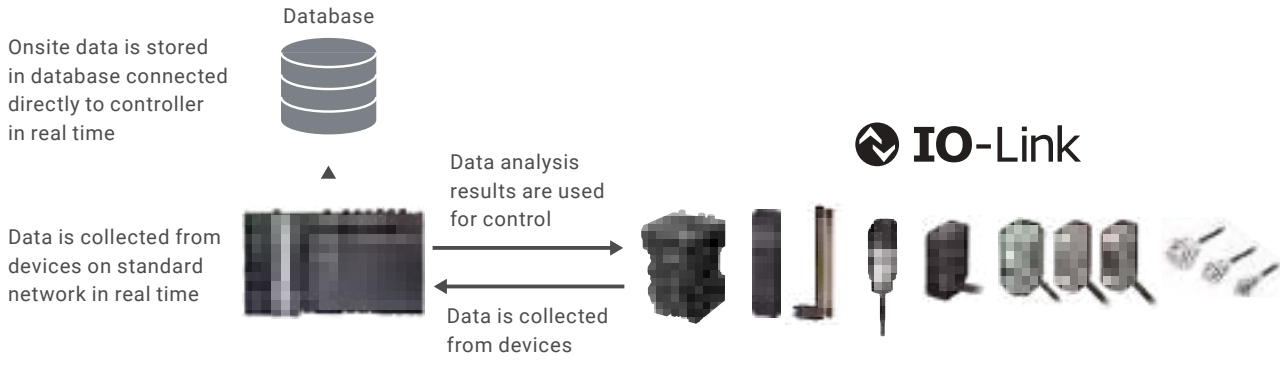 Database
Onsite data is stored
in database connected
directly to controller
in real time
IO-Link
Data analysis
results are used
for control
Data is collected from
devices on standard
network in real time
Data is collected
from devices